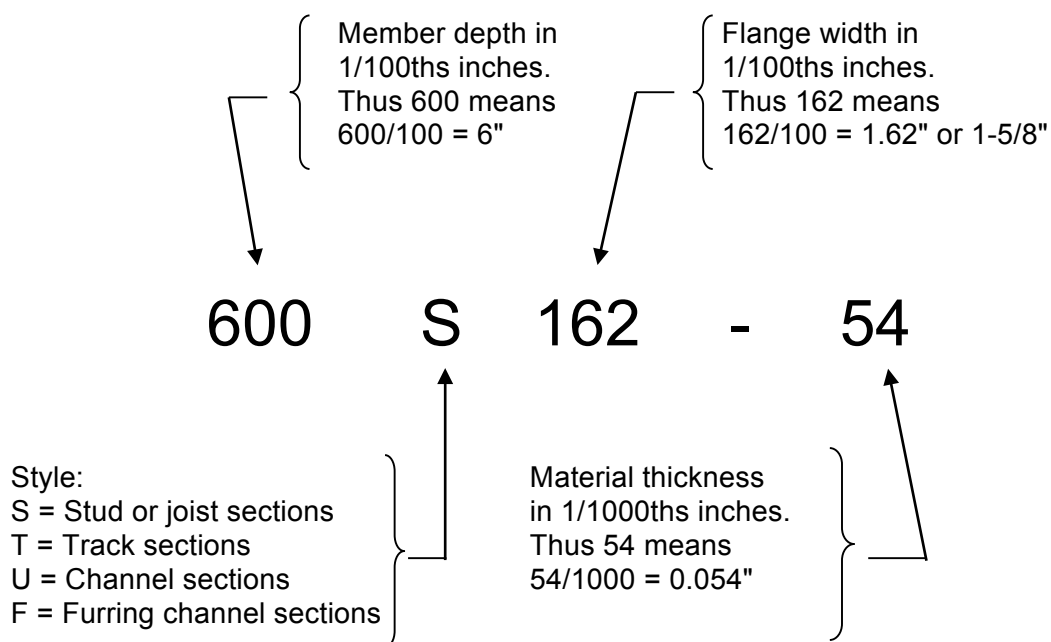 Member depth in
1/100ths inches.
Thus 600 means
600/100 = 6"
Flange width in
1/100ths inches.
Thus 162 means
162/100 = 1.62" or 1-5/8"
600 S 162 - 54
Style:
S = Stud or joist sections
T = Track sections
U = Channel sections
F = Furring channel sections
Material thickness
in 1/1000ths inches.
Thus 54 means
54/1000 = 0.054"